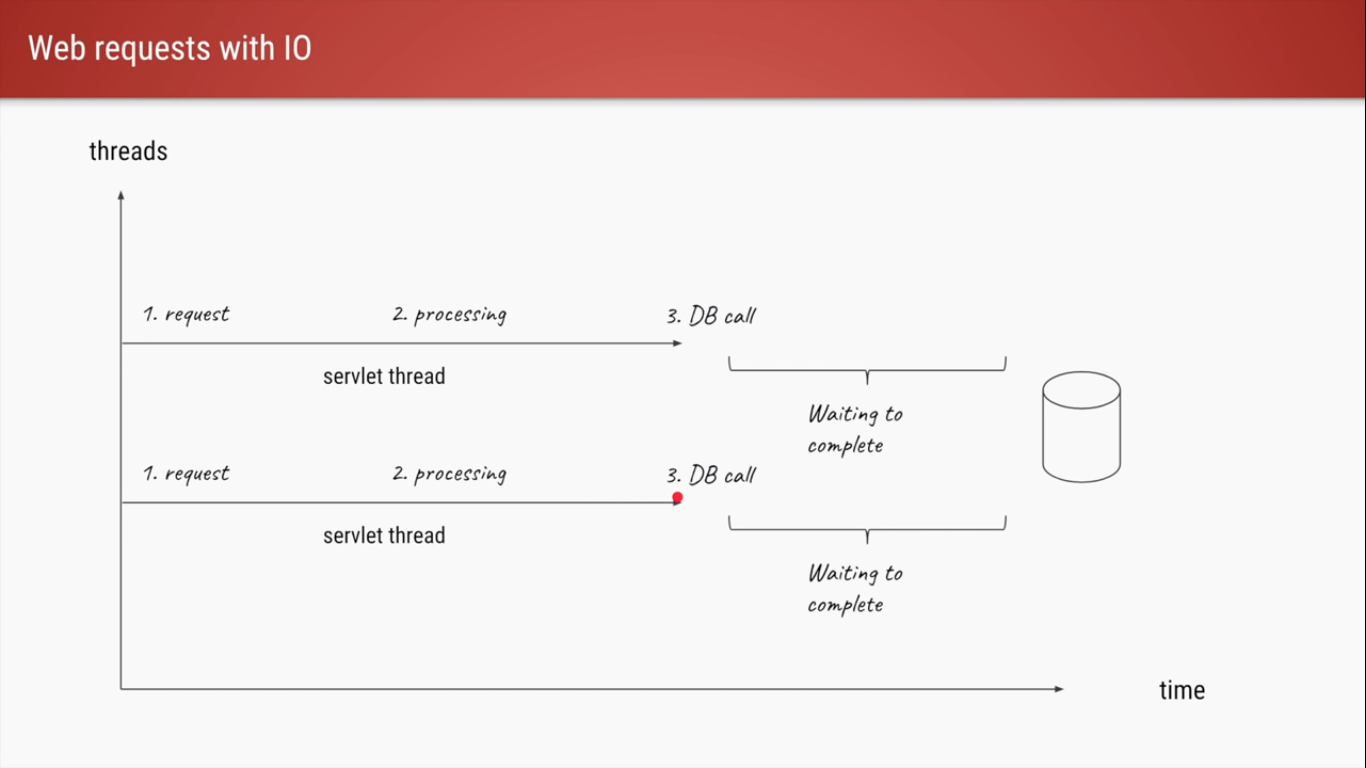 Web requests with IO
threads
1. request
2. processing
3. DB call
servlet thread
Waiting to
complete
1. request
2. processing
3. DB call
servlet thread
Waiting to
complete
time